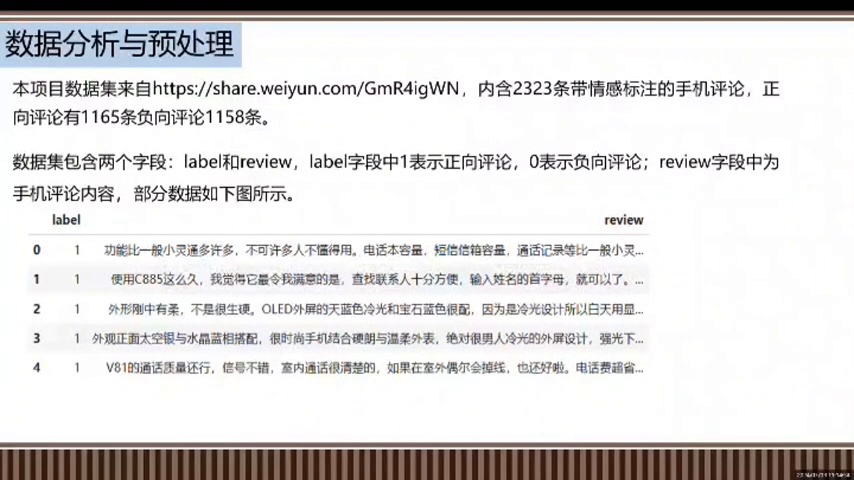 数据分析与预处理
本项目数据集来自https://share.weiyun.com/GmR4igWN，内含2323条带情感标注的手机评论，正
向评论有1165条负向评论1158条。
数据集包含两个字段：label和review，label字段中1表示正向评论，0表示负向评论；review字段中为
手机评论内容，部分数据如下图所示。
label review
0 1 功能比一般小灵通多许多，不可许多人不懂得用。电话本容量，短信信箱容量，通话记录等比一般小灵...
1 1 使用C885这么久，我觉得它最令我满意的是，查找联系人十分方便，输入姓名的首字母，就可以了。...
2 1 外形刚中有柔，不是很生硬。OLED外屏的天蓝色冷光和宝石蓝色很配，因为是冷光设计所以白天用显...
3 1 外观正面太空银与水晶蓝相搭配，很时尚手机结合硬朗与温柔外表，绝对很男人冷光的外屏设计，强光下...
4 1 V81的通话质量还行，信号不错，室内通话很清楚的，如果在室外偶尔会掉线，也还好啦。电话费超省...